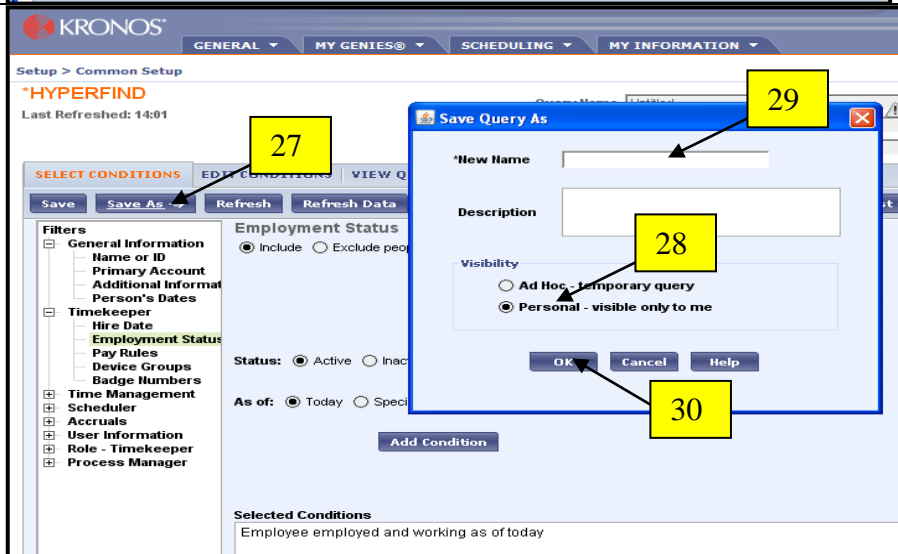 KRONOS®
GENERAL MY GENIES® SCHEDULING MY INFORMATION
Setup > Common Setup
*HYPERFIND
Last Refreshed: 14:01
Query Name Untitled
27
29
Save Query As
*New Name
Description
28
Visibility
Ad Hoc - temporary query
Personal - visible only to me
OK Cancel Help
30
SELECT CONDITIONS EDIT CONDITIONS VIEW Q
Save Save As Refresh Refresh Data
Filters
General Information
Name or ID
Primary Account
Additional Informat
Person's Dates
Timekeeper
Hire Date
Employment Status
Pay Rules
Device Groups
Badge Numbers
Time Management
Scheduler
Accruals
User Information
Role - Timekeeper
Process Manager
Employment Status
Include Exclude peo
Status: Active Inac
As of: Today Speci
Add Condition
Selected Conditions
Employee employed and working as of today